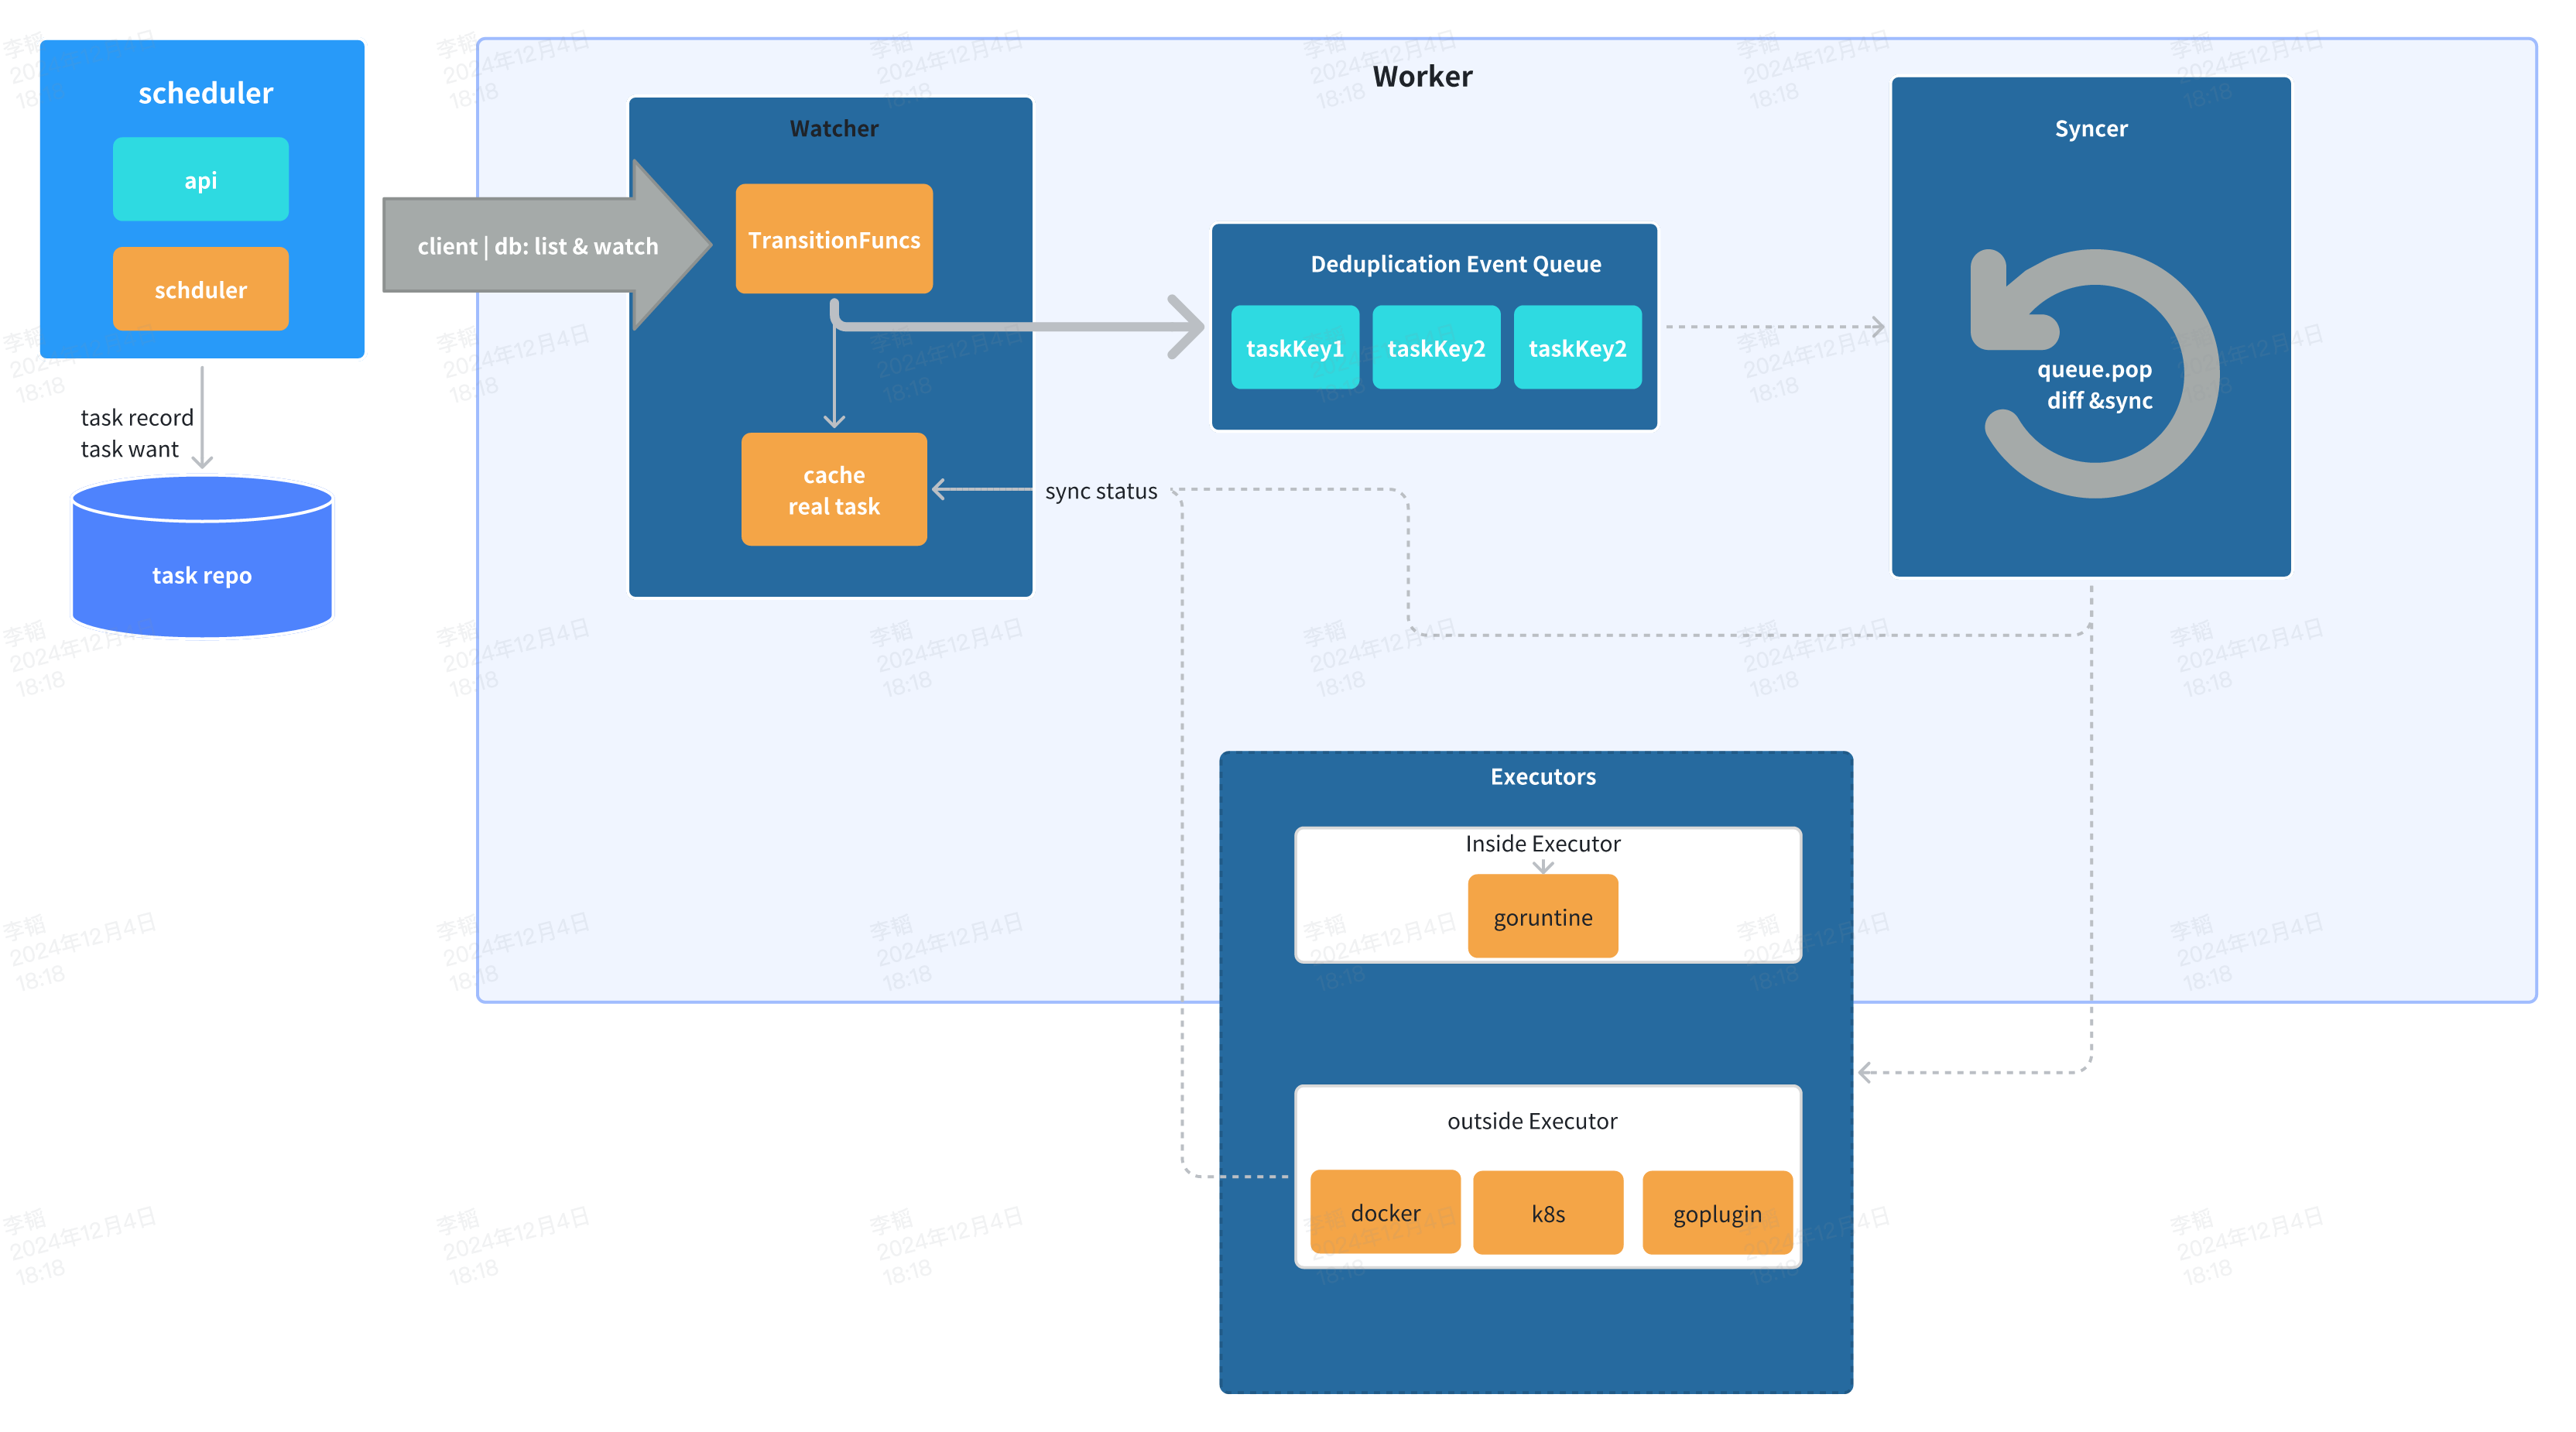 scheduler
api
schduler
task record
task want
task repo
client | db: list & watch
Worker
Watcher
TransitionFuncs
cache
real task
sync status
Deduplication Event Queue
taskKey1
taskKey2
taskKey2
Syncer
queue.pop
diff &sync
Executors
Inside Executor
goruntine
outside Executor
docker
k8s
goplugin
李韬
2024年12月4日
18:18